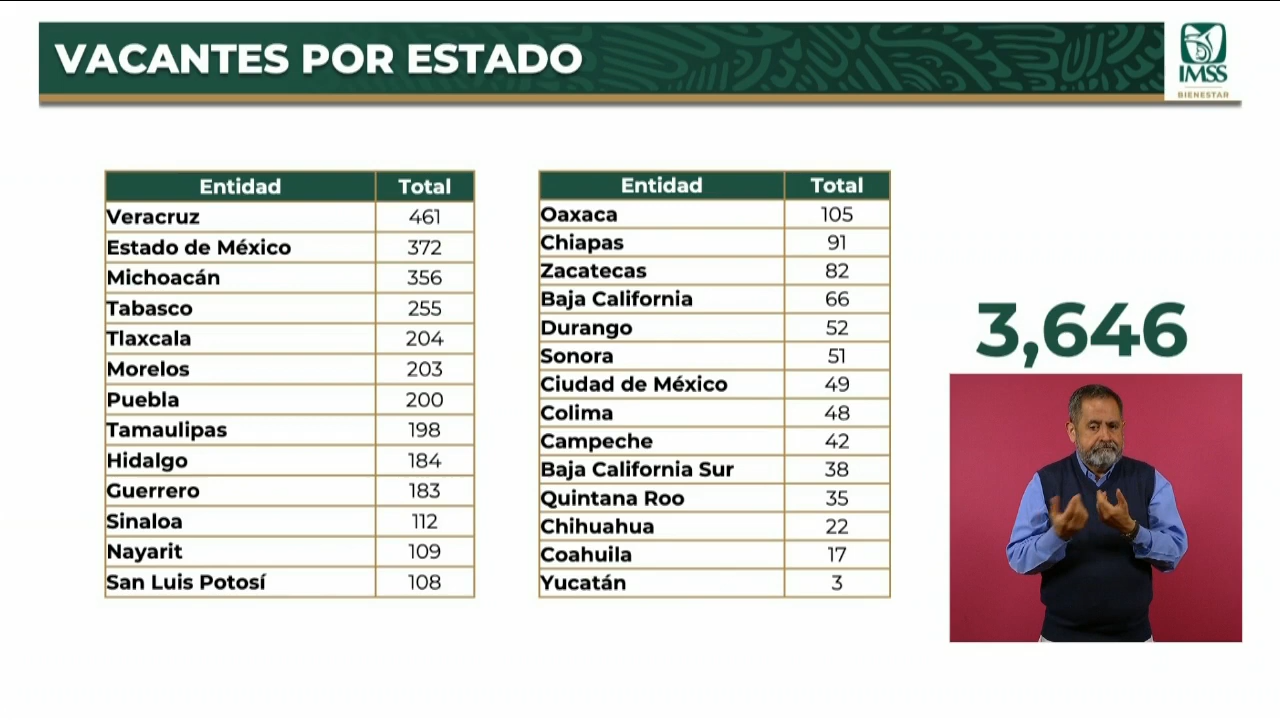 VACANTES POR ESTADO
IMSS
BIENESTAR
Entidad Total
Veracruz 461
Estado de México 372
Michoacán 356
Tabasco 255
Tlaxcala 204
Morelos 203
Puebla 200
Tamaulipas 198
Hidalgo 184
Guerrero 183
Sinaloa 112
Nayarit 109
San Luis Potosí 108
Entidad Total
Oaxaca 105
Chiapas 91
Zacatecas 82
Baja California 66
Durango 52
Sonora 51
Ciudad de México 49
Colima 48
Campeche 42
Baja California Sur 38
Quintana Roo 35
Chihuahua 22
Coahuila 17
Yucatán 3
3,646